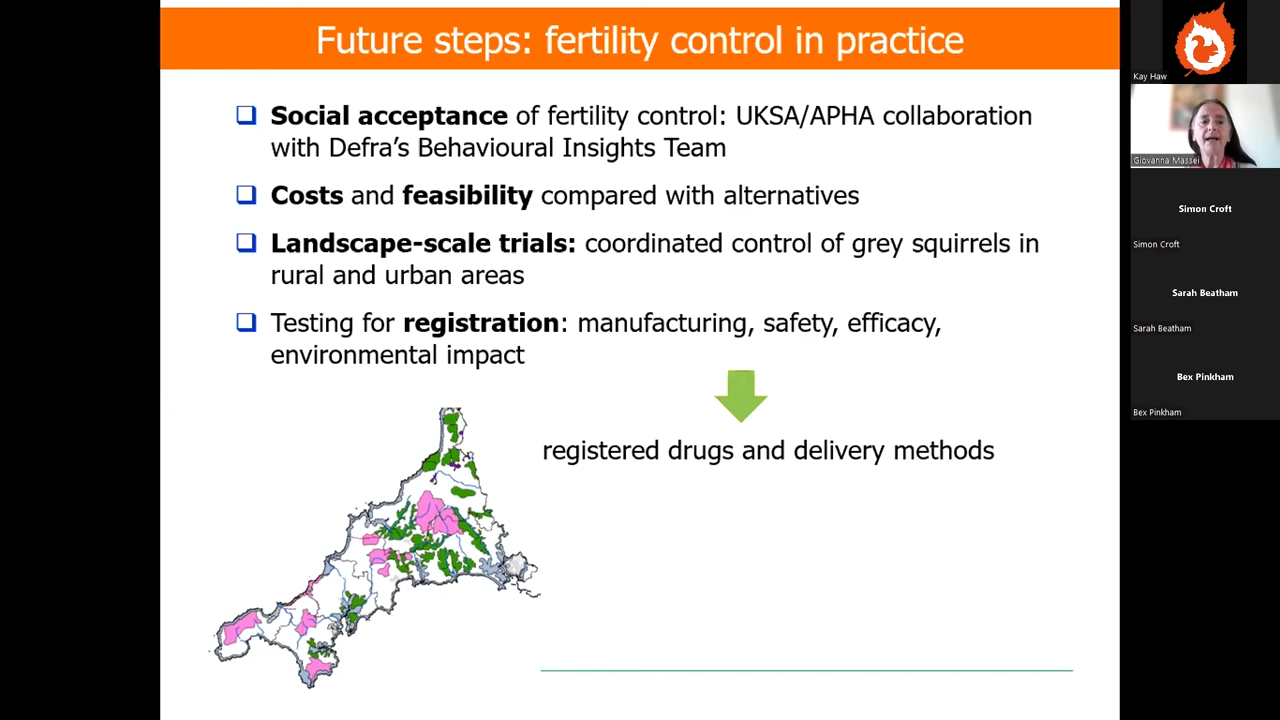 Future steps: fertility control in practice
❑ Social acceptance of fertility control: UKSA/APHA collaboration
with Defra’s Behavioural Insights Team
❑ Costs and feasibility compared with alternatives
❑ Landscape-scale trials: coordinated control of grey squirrels in
rural and urban areas
❑ Testing for registration: manufacturing, safety, efficacy,
environmental impact
registered drugs and delivery methods
Kay Haw
Giovanna Massei
Simon Croft
Simon Croft
Sarah Beatham
Sarah Beatham
Bex Pinkham
Bex Pinkham